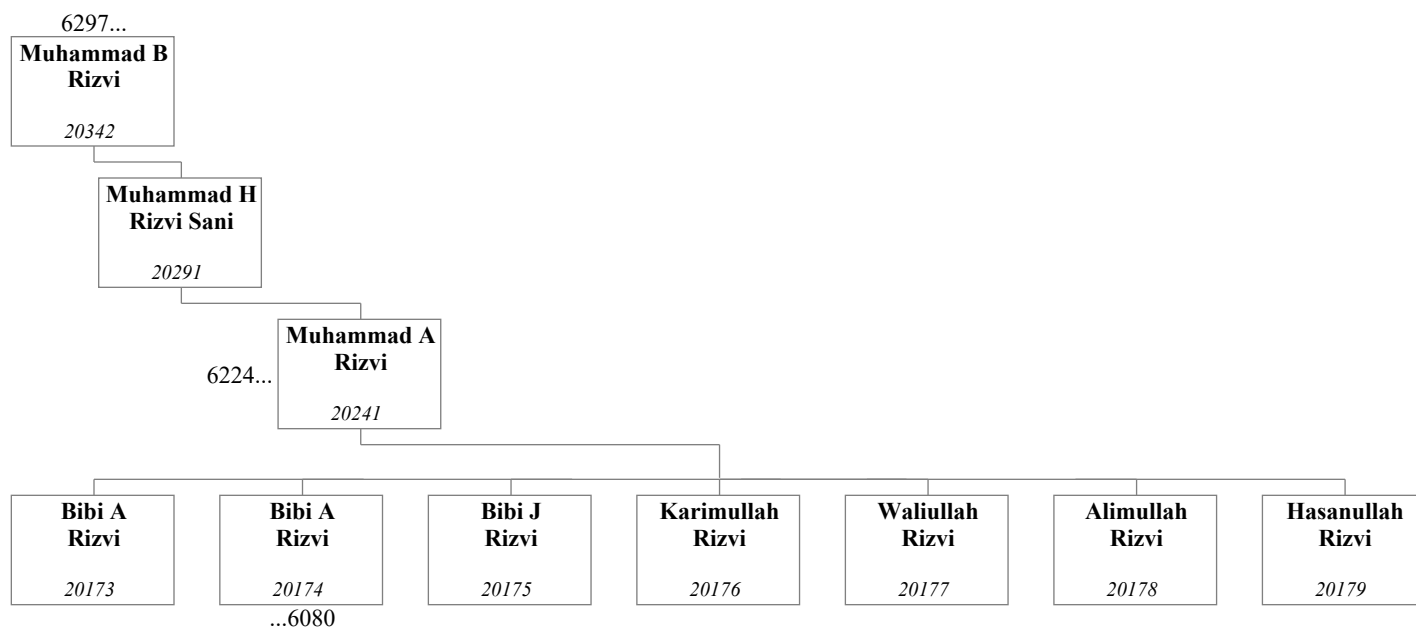 6297...
Muhammad B
Rizvi
20342
Muhammad H
Rizvi Sani
20291
Muhammad A
Rizvi
6224...
20241
Bibi A
Rizvi
20173
Bibi A
Rizvi
20174
...6080
Bibi J
Rizvi
20175
Karimullah
Rizvi
20176
Waliullah
Rizvi
20177
Alimullah
Rizvi
20178
Hasanullah
Rizvi
20179